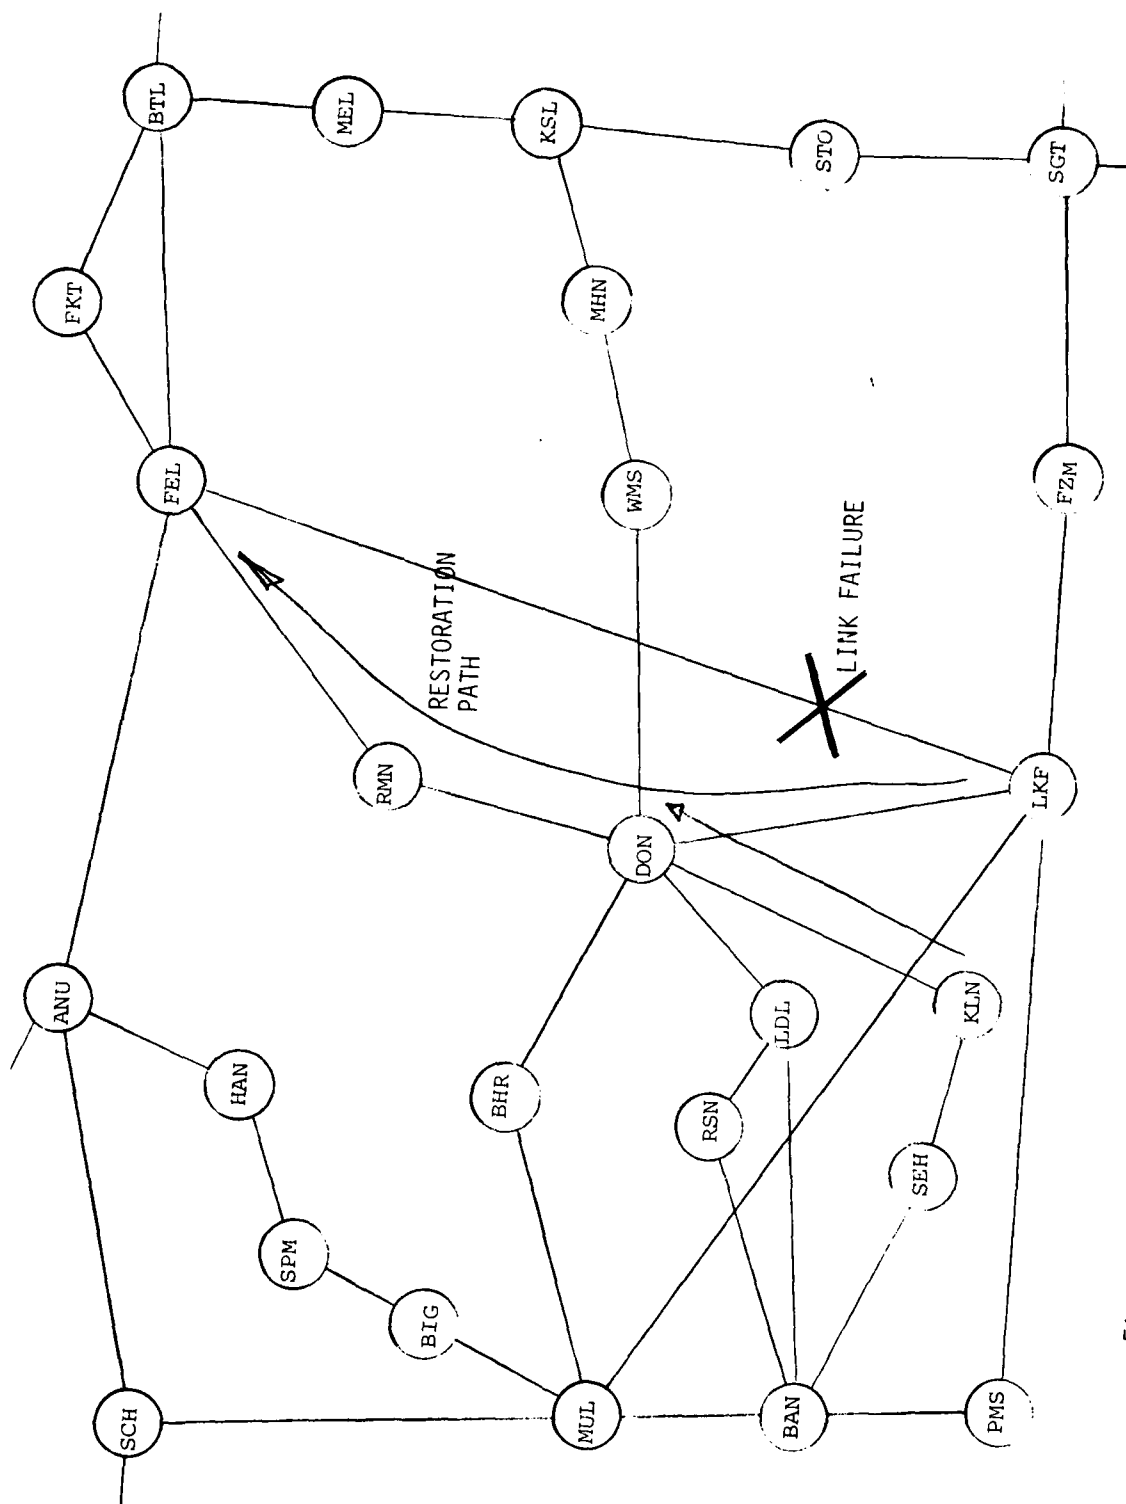 ANU
FKT
SCH
FEL
BTL
HAN
SPM
MEL
RMN
BIG
RESTORATION
PATH
BHR
KSL
MUL
MHN
DON
WMS
RSN
LDL
BAN
STO
LINK FAILURE
SEH
KLN
PMS
LKF
FZM
SGT